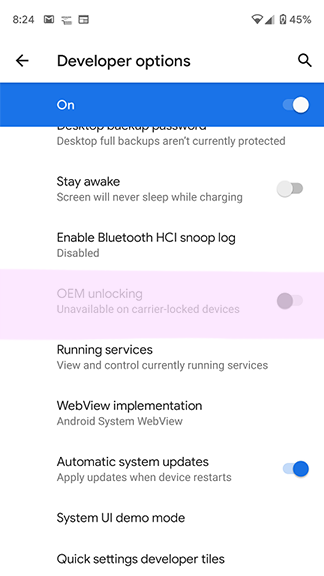 8:24
45%
Developer options
On
Desktop backup password
Desktop full backups aren't currently protected
Stay awake
Screen will never sleep while charging
Enable Bluetooth HCI snoop log
Disabled
OEM unlocking
Unavailable on carrier-locked devices
Running services
View and control currently running services
WebView implementation
Android System WebView
Automatic system updates
Apply updates when device restarts
System UI demo mode
Quick settings developer tiles